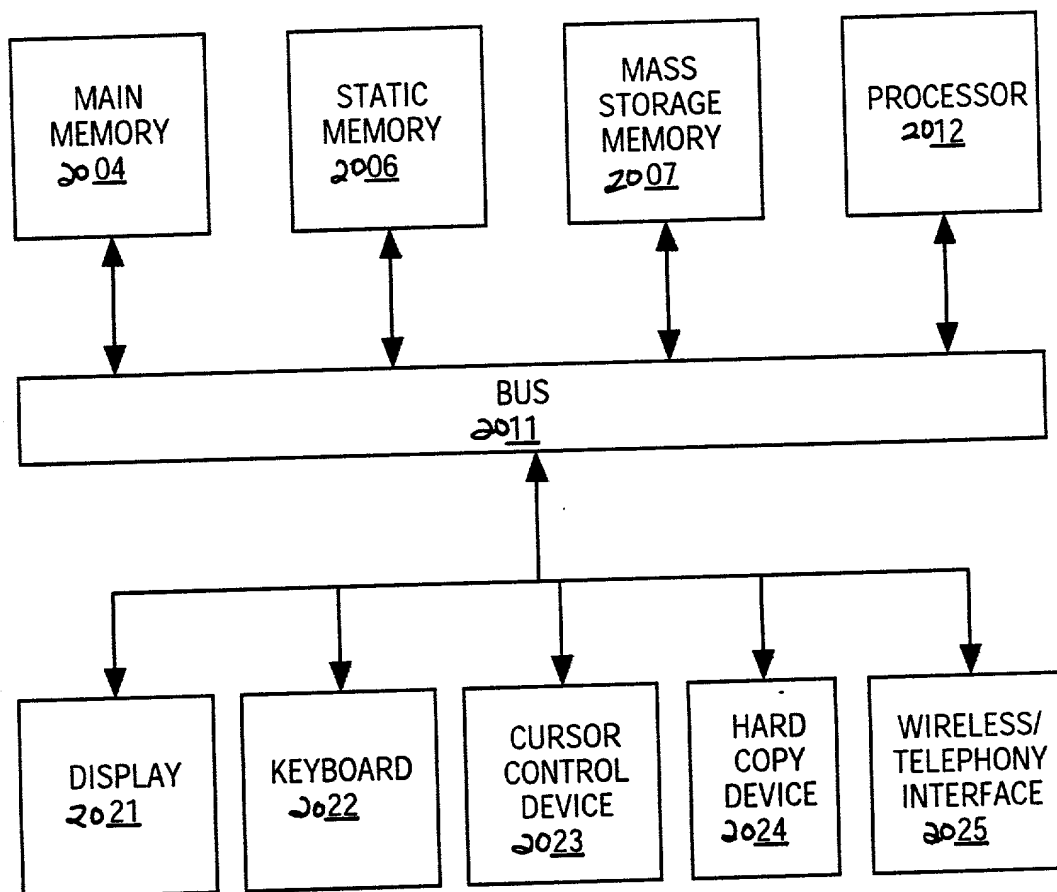 MAIN
MEMORY
2004
STATIC
MEMORY
2006
MASS
STORAGE
MEMORY
2007
PROCESSOR
2012
BUS
2011
DISPLAY
2021
KEYBOARD
2022
CURSOR
CONTROL
DEVICE
2023
HARD
COPY
DEVICE
2024
WIRELESS/
TELEPHONY
INTERFACE
2025